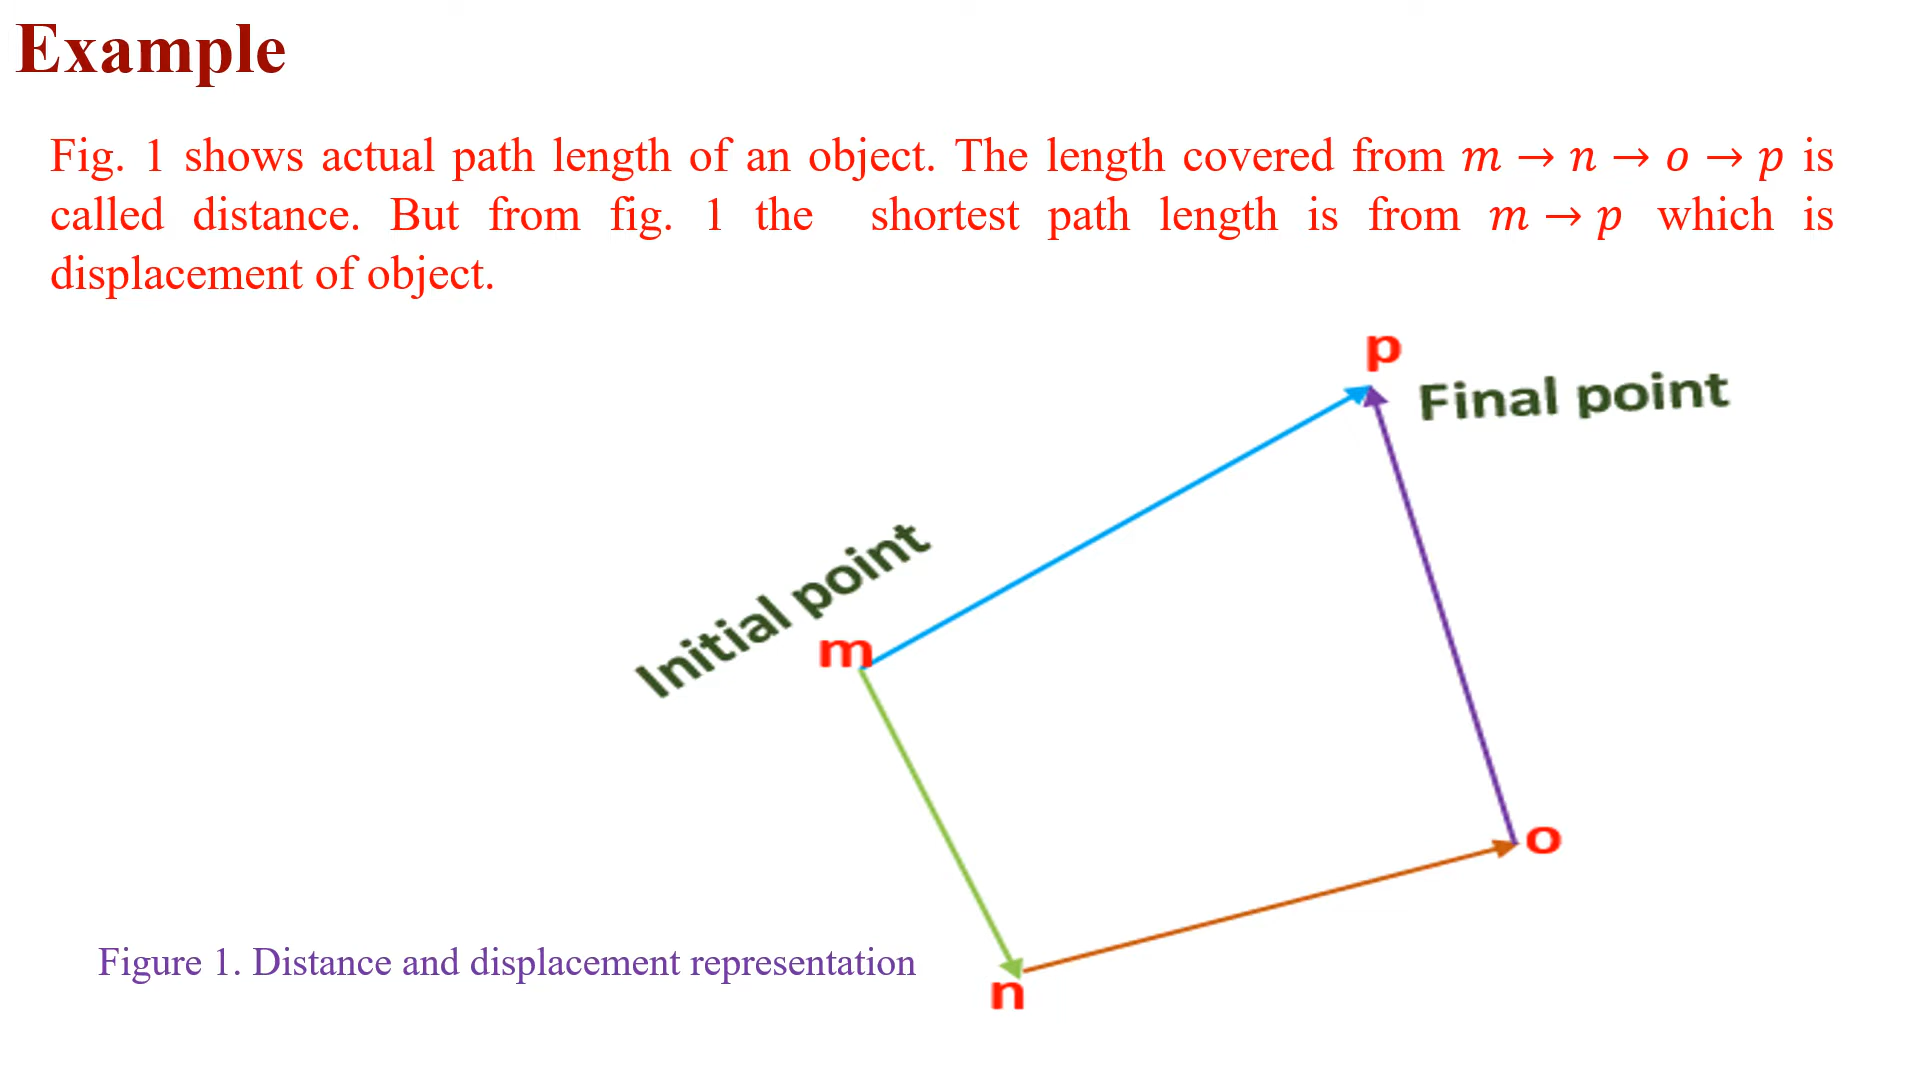 Example
Fig. 1 shows actual path length of an object. The length covered from 𝑚 → 𝑛 → 𝑜 → 𝑝 is
called distance. But from fig. 1 the shortest path length is from 𝑚 → 𝑝 which is
displacement of object.
p
Final point
Initial point
m
o
Figure 1. Distance and displacement representation
n